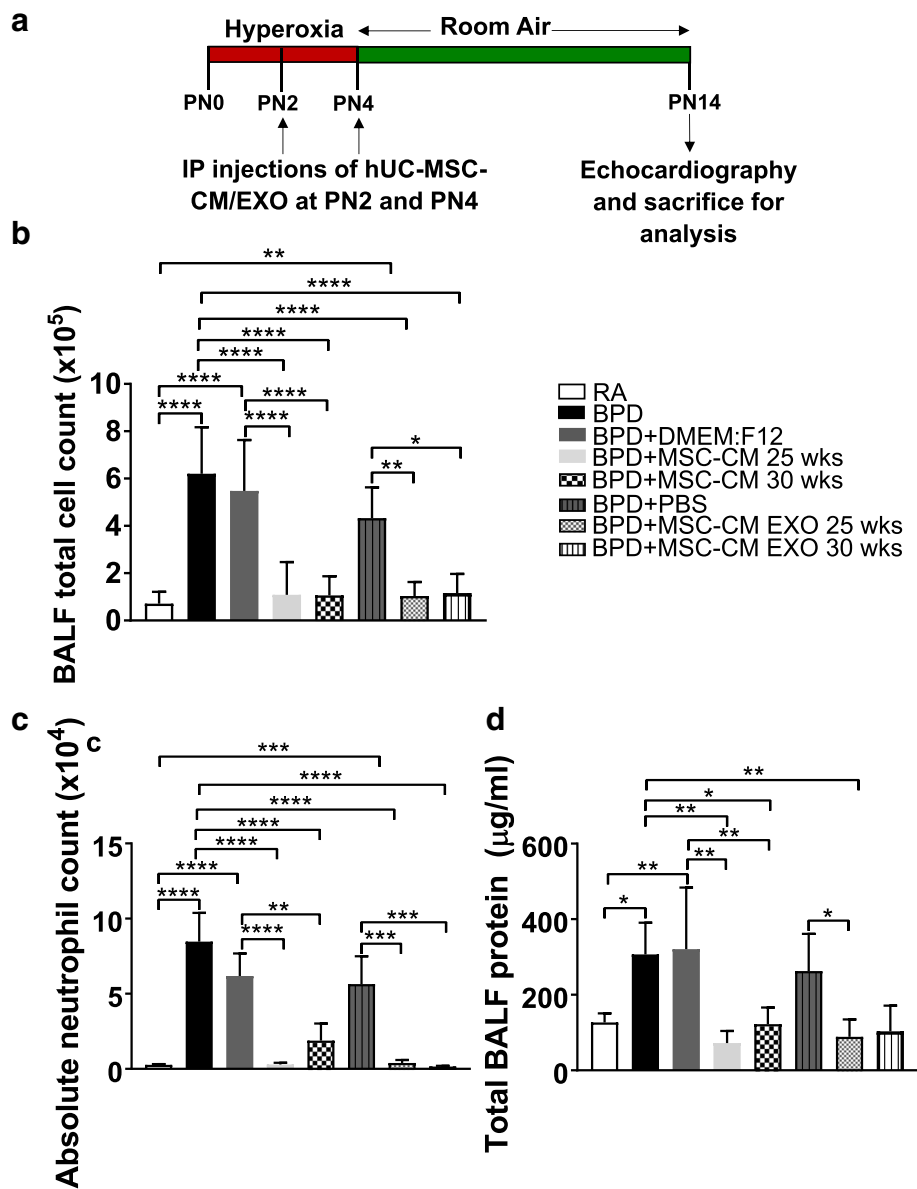 a
Hyperoxia
Room Air
PN0
PN2
PN4
PN14
IP injections of hUC-MSC-
CM/EXO at PN2 and PN4
Echocardiography
and sacrifice for
analysis
b
BALF total cell count (x10⁵)
10
8
6
4
2
0
**
****
****
****
****
****
****
****
****
*
**
RA
BPD
BPD+DMEM:F12
BPD+MSC-CM 25 wks
BPD+MSC-CM 30 wks
BPD+PBS
BPD+MSC-CM EXO 25 wks
BPD+MSC-CM EXO 30 wks
c
c
Absolute neutrophil count (x10⁴)
15
10
5
0
***
****
****
****
****
****
****
**
****
***
***
d
Total BALF protein (µg/ml)
600
400
200
0
**
*
**
**
**
**
*
*